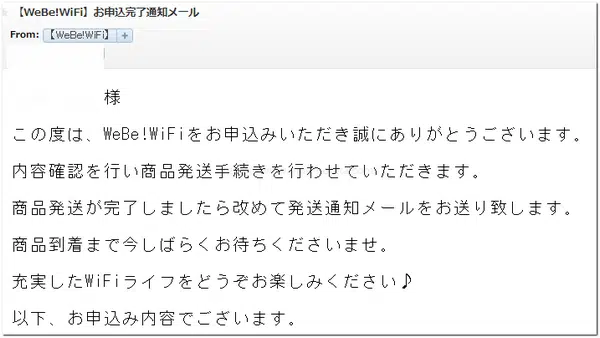 【WeBe!WiFi】お申込完了通知メール
From: 【WeBe!WiFi】 +
様
この度は、WeBe!WiFiをお申込みいただき誠にありがとうございます。
内容確認を行い商品発送手続きを行わせていただきます。
商品発送が完了しましたら改めて発送通知メールをお送り致します。
商品到着まで今しばらくお待ちくださいませ。
充実したWiFiライフをどうぞお楽しみください♪
以下、お申込み内容でございます。